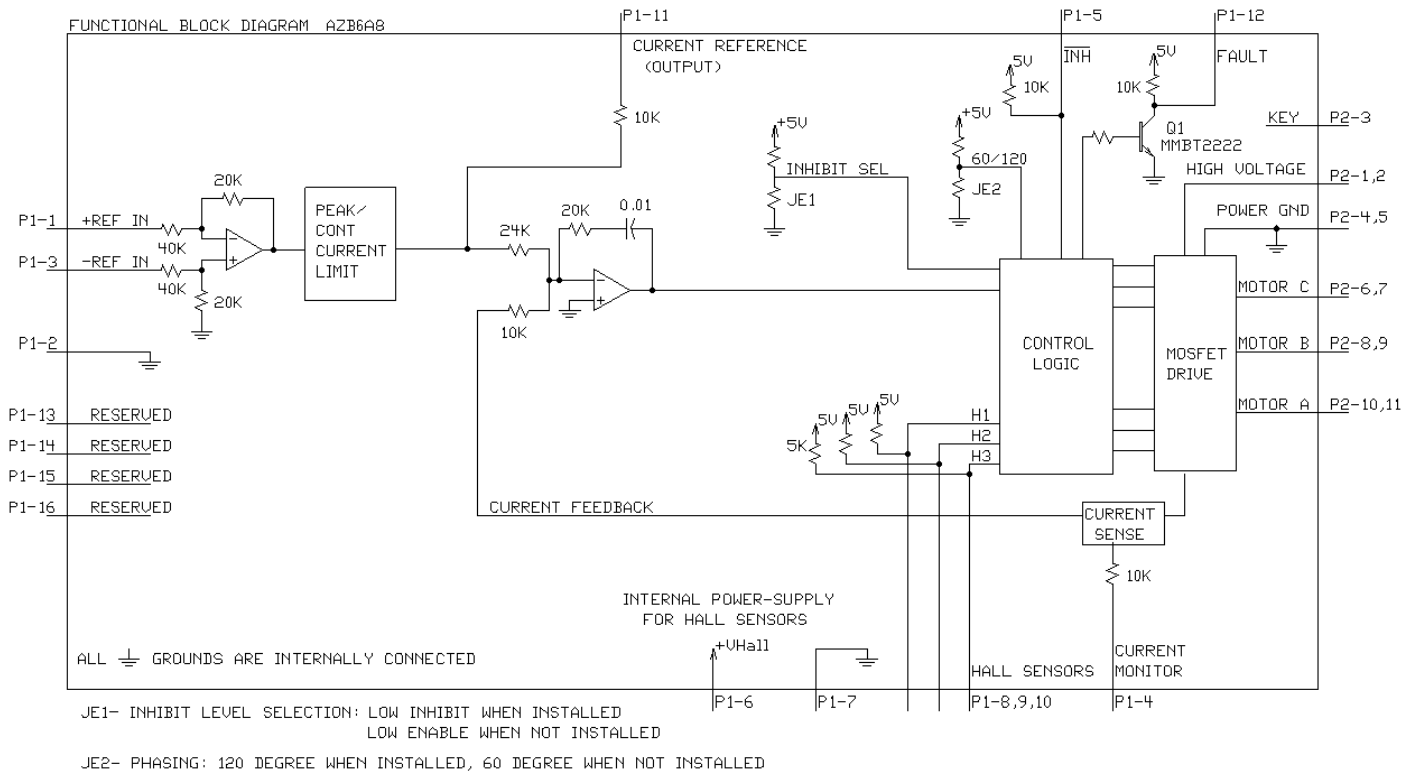 P1-11
P1-5
P1-12
FUNCTIONAL BLOCK DIAGRAM AZB6A8
CURRENT REFERENCE
(OUTPUT)
INH
FAULT
5V
10K
5V
10K
10K
+5V
+5V
Q1
MMBT2222
KEY
P2-3
INHIBIT SEL
60/120
JE1
JE2
HIGH VOLTAGE
P2-1,2
POWER GND
P2-4,5
20K
P1-1
+REF IN
40K
P1-3
-REF IN
40K
20K
PEAK/
CONT
CURRENT
LIMIT
24K
20K
0.01
10K
MOTOR C
P2-6,7
P1-2
CONTROL
LOGIC
MOSFET
DRIVE
MOTOR B
P2-8,9
MOTOR A
P2-10,11
P1-13
RESERVED
P1-14
RESERVED
P1-15
RESERVED
P1-16
RESERVED
5V
5V
5V
5K
H1
H2
H3
CURRENT FEEDBACK
CURRENT
SENSE
10K
INTERNAL POWER-SUPPLY
FOR HALL SENSORS
+VHall
ALL GROUNDS ARE INTERNALLY CONNECTED
HALL SENSORS
CURRENT
MONITOR
P1-6
P1-7
P1-8,9,10
P1-4
JE1- INHIBIT LEVEL SELECTION: LOW INHIBIT WHEN INSTALLED
LOW ENABLE WHEN NOT INSTALLED
JE2- PHASING: 120 DEGREE WHEN INSTALLED, 60 DEGREE WHEN NOT INSTALLED